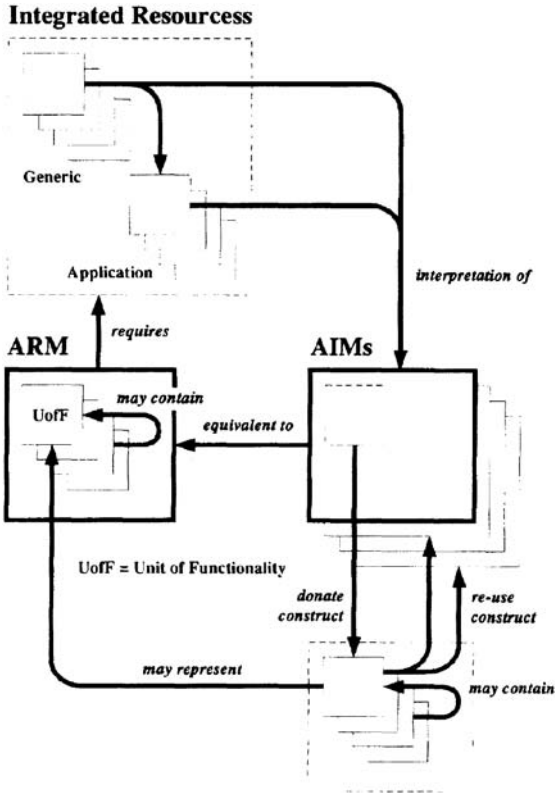 Integrated Resourcess
Generic
Application
interpretation of
requires
ARM
AIMs
may contain
UofF
equivalent to
UofF = Unit of Functionality
donate
construct
re-use
construct
may represent
may contain